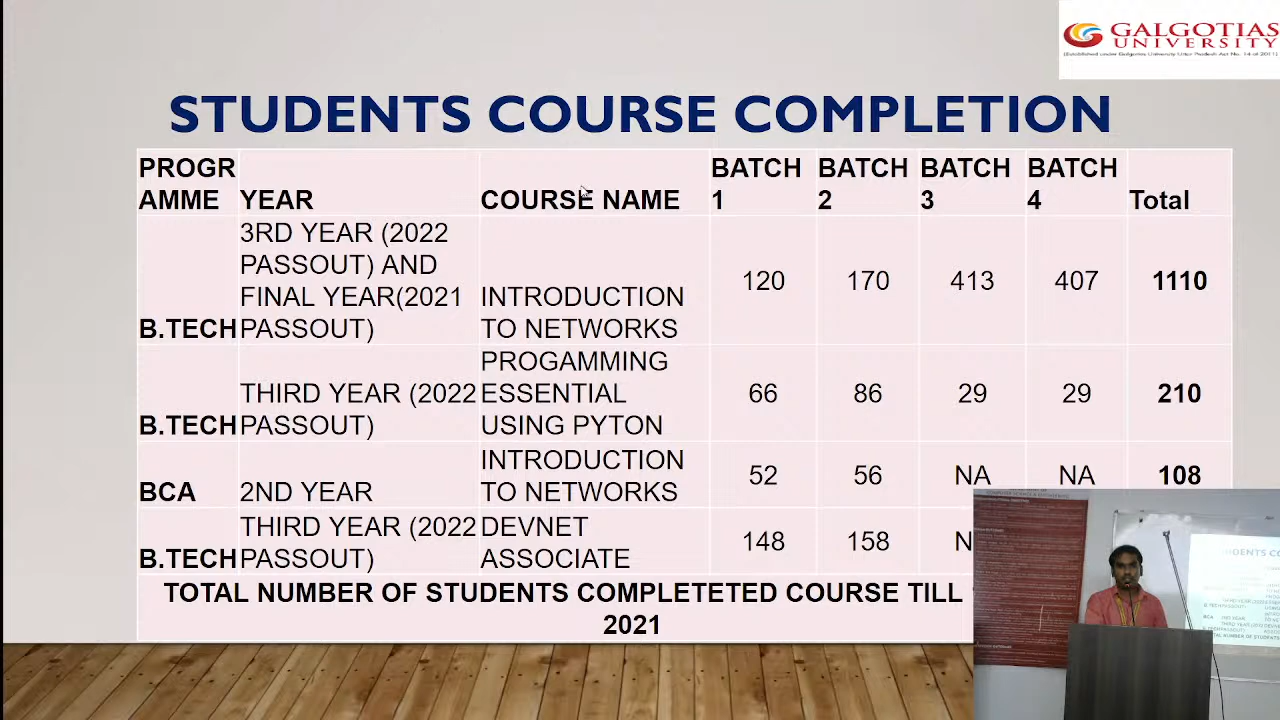 GALGOTIAS
UNIVERSITY
STUDENTS COURSE COMPLETION
PROGR
AMME YEAR COURSE NAME BATCH 1 BATCH 2 BATCH 3 BATCH 4 Total
B.TECH 3RD YEAR (2022 PASSOUT) AND FINAL YEAR(2021 PASSOUT) INTRODUCTION TO NETWORKS 120 170 413 407 1110
B.TECH THIRD YEAR (2022 PASSOUT) PROGAMMING ESSENTIAL USING PYTON 66 86 29 29 210
BCA 2ND YEAR INTRODUCTION TO NETWORKS 52 56 NA NA 108
B.TECH THIRD YEAR (2022 PASSOUT) DEVNET ASSOCIATE 148 158
TOTAL NUMBER OF STUDENTS COMPLETETED COURSE TILL
2021